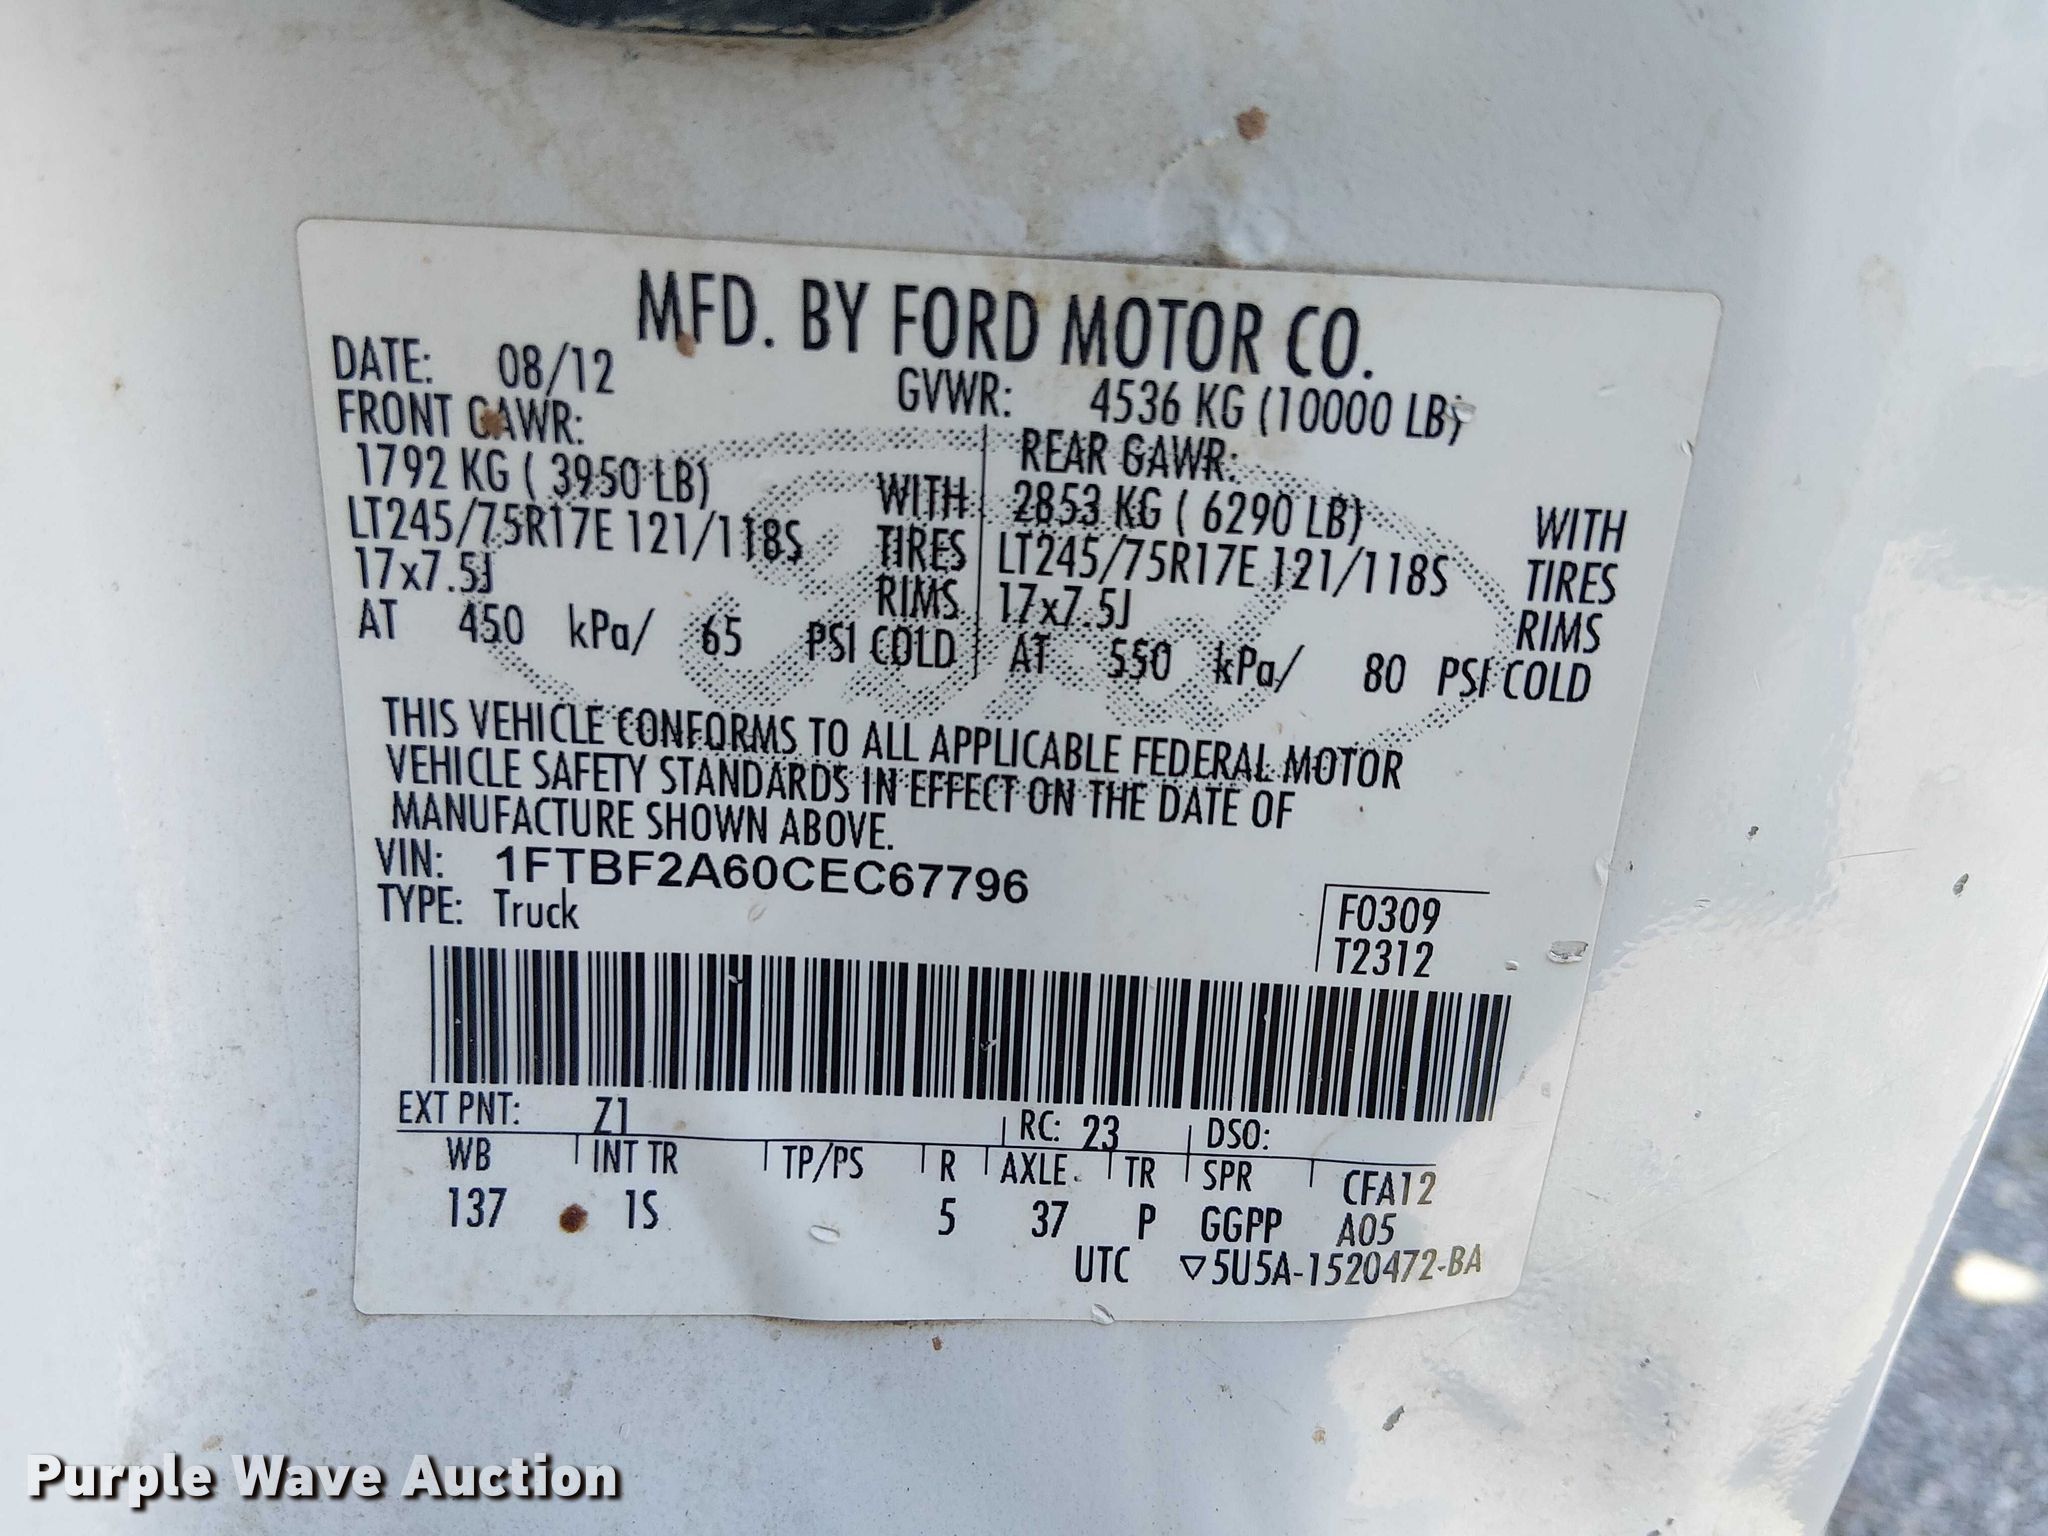 MFD. BY FORD MOTOR CO.
DATE: 08/12 GVWR: 4536 KG (10000 LB)
FRONT GAWR: REAR GAWR:
1792 KG ( 3950 LB) WITH 2853 KG ( 6290 LB) WITH
LT245/75R17E 121/118S TIRES LT245/75R17E 121/118S TIRES
17x7.5J RIMS 17x7.5J RIMS
AT 450 kPa/ 65 PSI COLD AT 550 kPa/ 80 PSI COLD
THIS VEHICLE CONFORMS TO ALL APPLICABLE FEDERAL MOTOR
VEHICLE SAFETY STANDARDS IN EFFECT ON THE DATE OF
MANUFACTURE SHOWN ABOVE.
VIN: 1FTBF2A60CEC67796
TYPE: Truck
F0309
T2312
EXT PNT: Z1 RC: 23 DSO:
WB INT TR TP/PS R AXLE TR SPR CFA12
137 1S 5 37 P GGPP A05
UTC ▽5U5A-1520472-BA
Purple Wave Auction